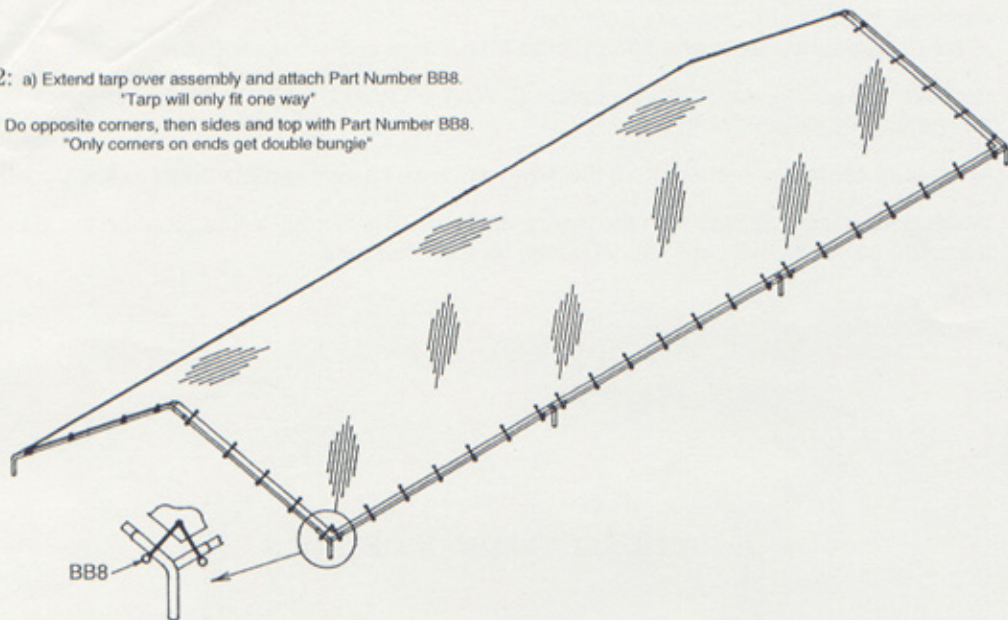 2: a) Extend tarp over assembly and attach Part Number BB8.
"Tarp will only fit one way"
Do opposite corners, then sides and top with Part Number BB8.
"Only corners on ends get double bungie"
BB8